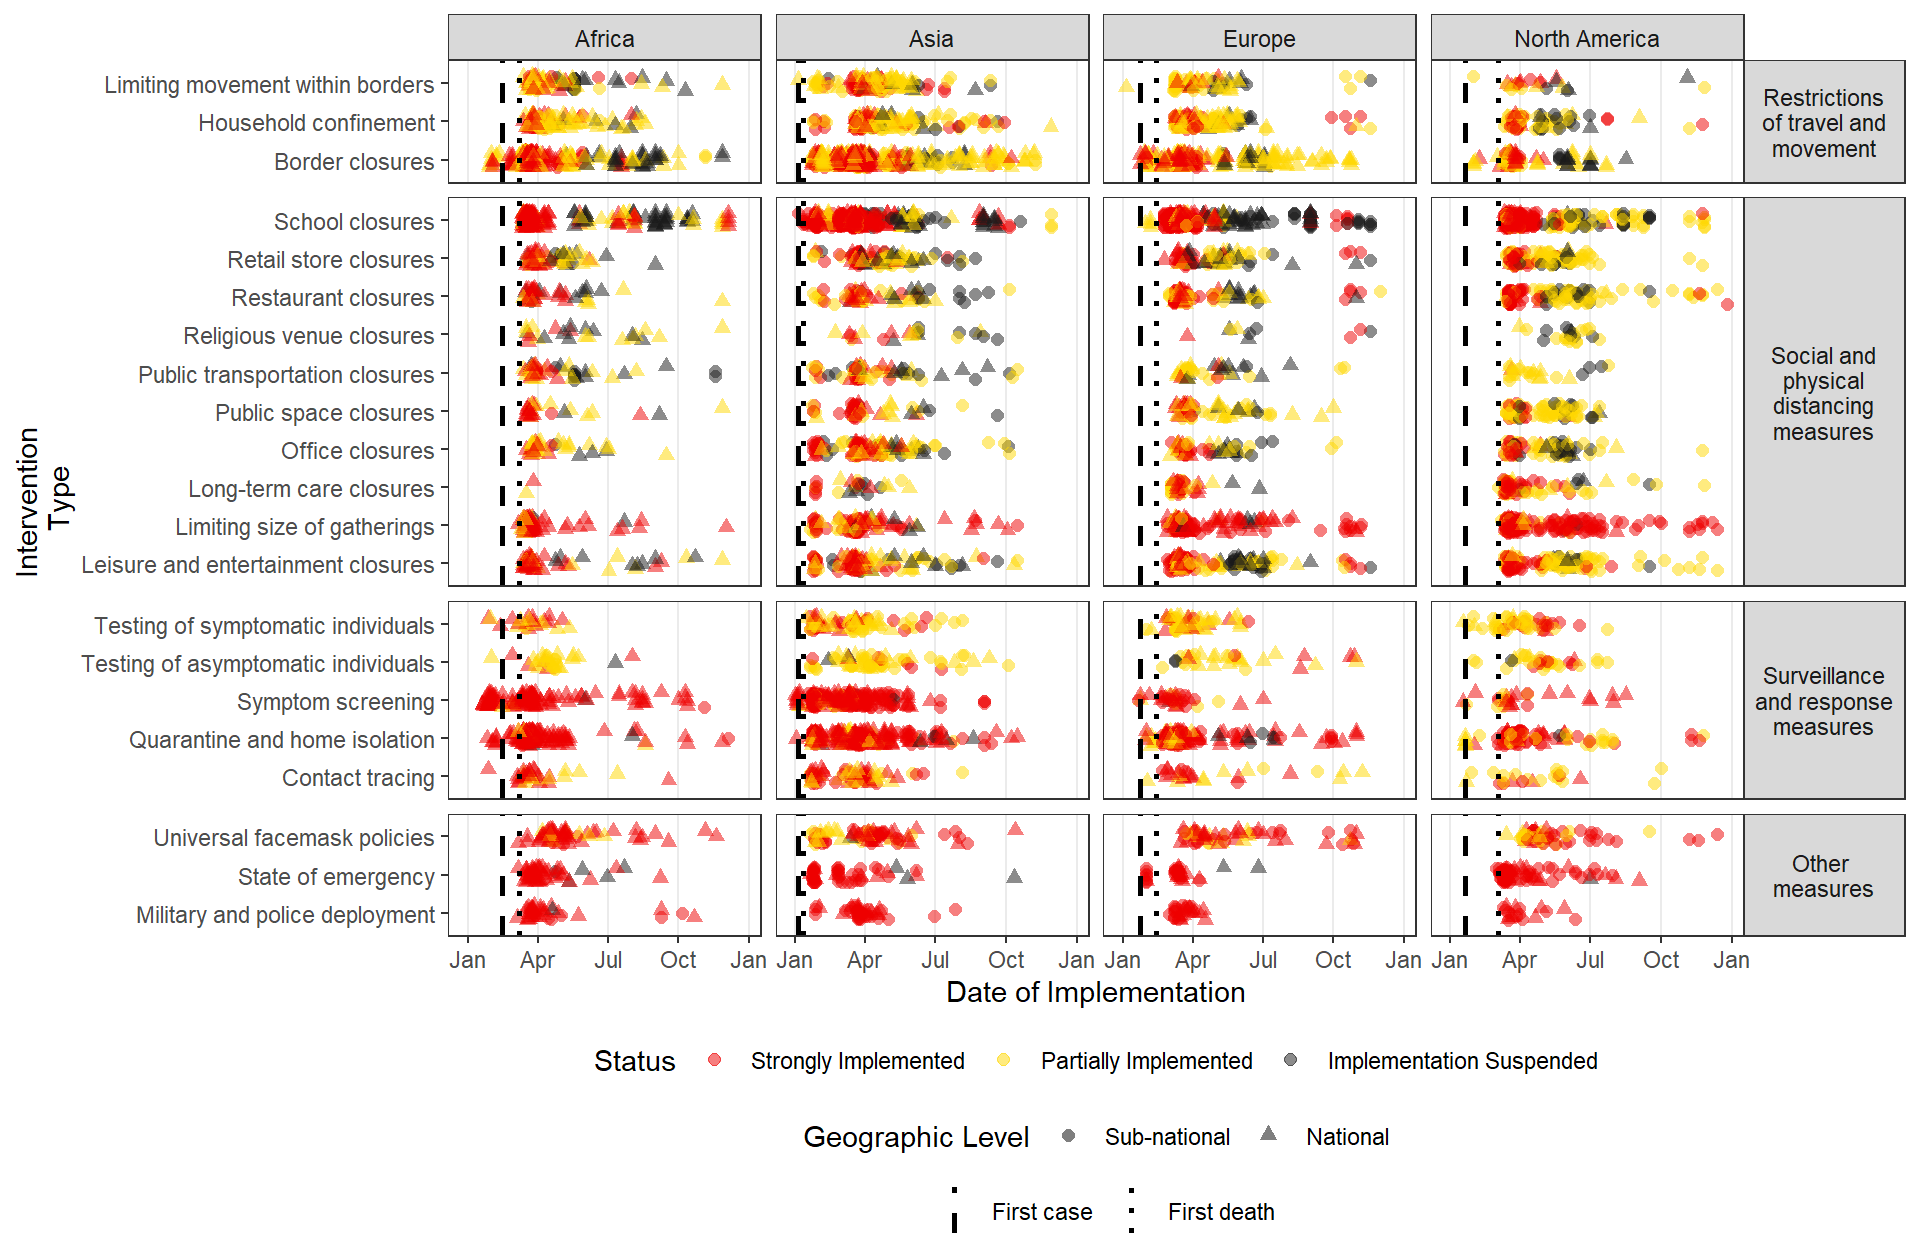 Africa
Asia
Europe
North America
Limiting movement within borders
Household confinement
Border closures
Restrictions
of travel and
movement
School closures
Retail store closures
Restaurant closures
Religious venue closures
Public transportation closures
Public space closures
Office closures
Long-term care closures
Limiting size of gatherings
Leisure and entertainment closures
Social and
physical
distancing
measures
Intervention
Type
Testing of symptomatic individuals
Testing of asymptomatic individuals
Symptom screening
Quarantine and home isolation
Contact tracing
Surveillance
and response
measures
Universal facemask policies
State of emergency
Military and police deployment
Other
measures
Jan Apr Jul Oct Jan
Jan Apr Jul Oct Jan
Jan Apr Jul Oct Jan
Jan Apr Jul Oct Jan
Date of Implementation
Status Strongly Implemented Partially Implemented Implementation Suspended
Geographic Level Sub-national National
First case First death